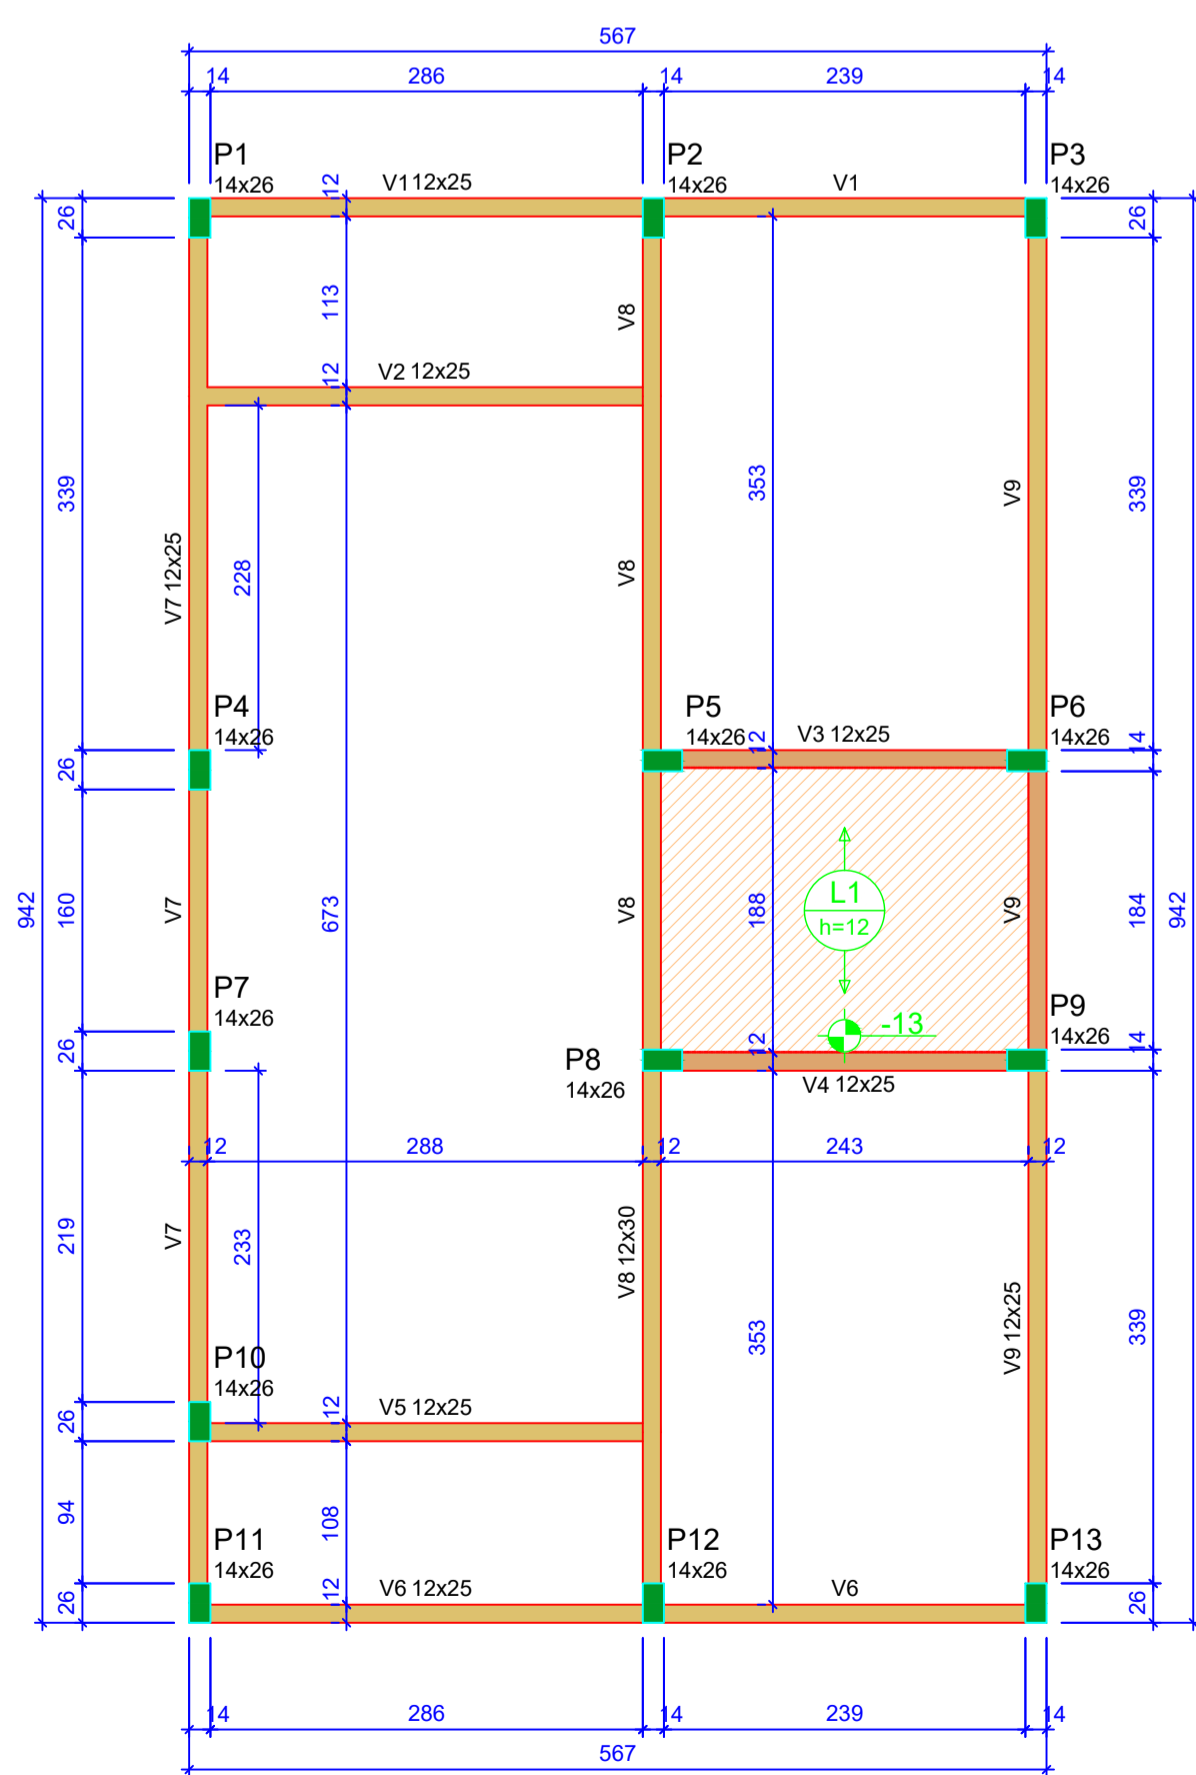 567
14 286 14 239 14
P1 P2 P3
14x26 12 V112x25 14x26 V1 14x26
26 26
113 V8
V2 12x25
12
339 353 V9 339
V7 12x25 228 V8
P4 P5 P6
14x26 14x26 12 V3 12x25 14x26 14
26
942 160 V7 673 V8 188 L1 V9 184 942
h=12
P7
14x26
26
-13
P9
14x26
12 14
P8
14x26
V4 12x25
12 288 12 243 12
219 V7 233 V8 12x30 353 V9 12x25 339
P10
14x26
26 12 V5 12x25
94 108
P11 P12 P13
14x26 14x26 14x26
26 12 V6 12x25 V6 26
14 286 14 239 14
567